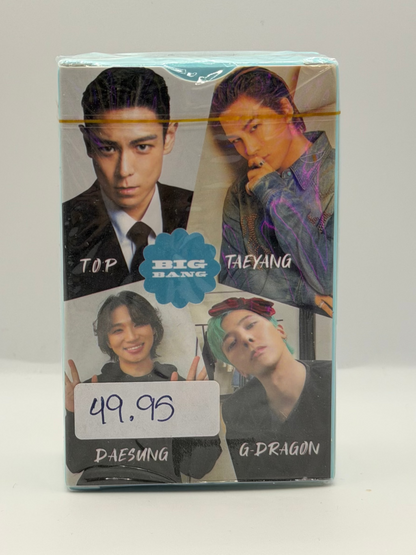 T.O.P
BIG
BANG
TAEYANG
49.95
DAESUNG
G-DRAGON